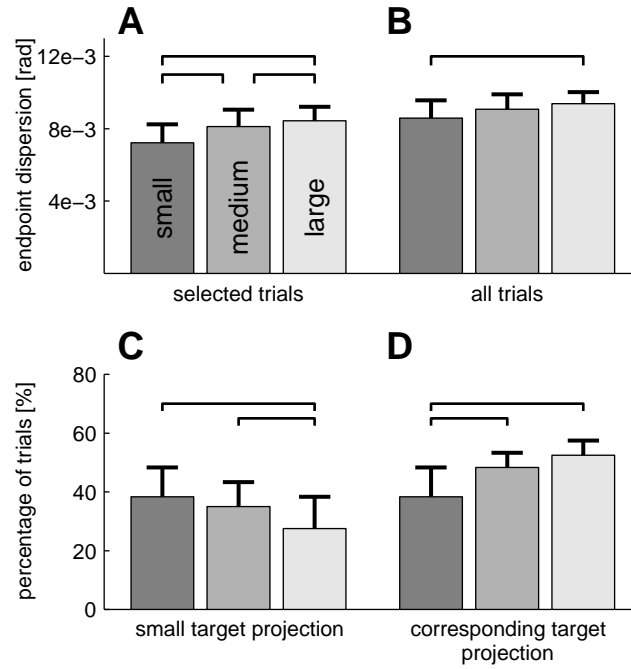 A
B
endpoint dispersion [rad]
12e−3
8e−3
4e−3
small
medium
large
selected trials
all trials
C
D
percentage of trials [%]
80
60
40
20
0
small target projection
corresponding target
projection